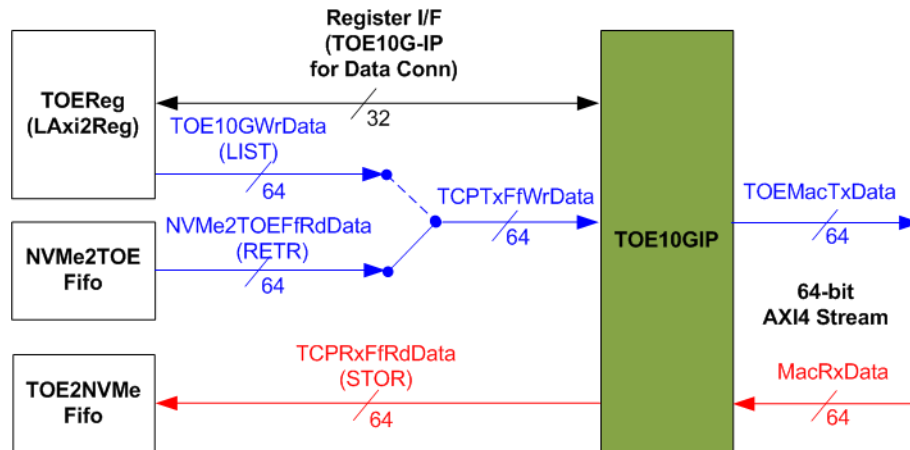 Register I/F
(TOE10G-IP
for Data Conn)
32
TOEReg
(LAxi2Reg)
TOE10GWrData
(LIST)
64
NVMe2TOE
Fifo
NVMe2TOEFfRdData
(RETR)
64
TCPTxFfWrData
64
TOE10GIP
TOEMacTxData
64
64-bit
AXI4 Stream
TOE2NVMe
Fifo
TCPRxFfRdData
(STOR)
64
MacRxData
64